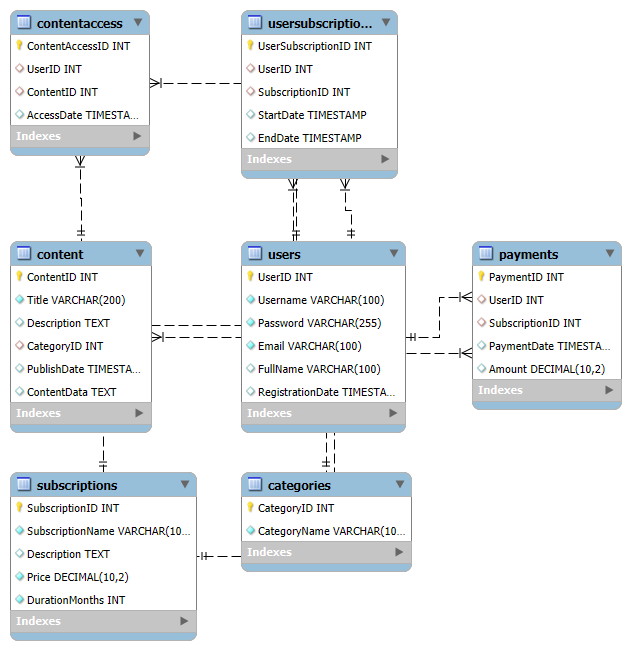 contentaccess
ContentAccessID INT
UserID INT
ContentID INT
AccessDate TIMESTA...
Indexes
usersubscriptio...
UserSubscriptionID INT
UserID INT
SubscriptionID INT
StartDate TIMESTAMP
EndDate TIMESTAMP
Indexes
content
ContentID INT
Title VARCHAR(200)
Description TEXT
CategoryID INT
PublishDate TIMESTAM...
ContentData TEXT
Indexes
users
UserID INT
Username VARCHAR(100)
Password VARCHAR(255)
Email VARCHAR(100)
FullName VARCHAR(100)
RegistrationDate TIMESTA...
Indexes
payments
PaymentID INT
UserID INT
SubscriptionID INT
PaymentDate TIMESTA...
Amount DECIMAL(10,2)
Indexes
subscriptions
SubscriptionID INT
SubscriptionName VARCHAR(10...
Description TEXT
Price DECIMAL(10,2)
DurationMonths INT
Indexes
categories
CategoryID INT
CategoryName VARCHAR(10...
Indexes